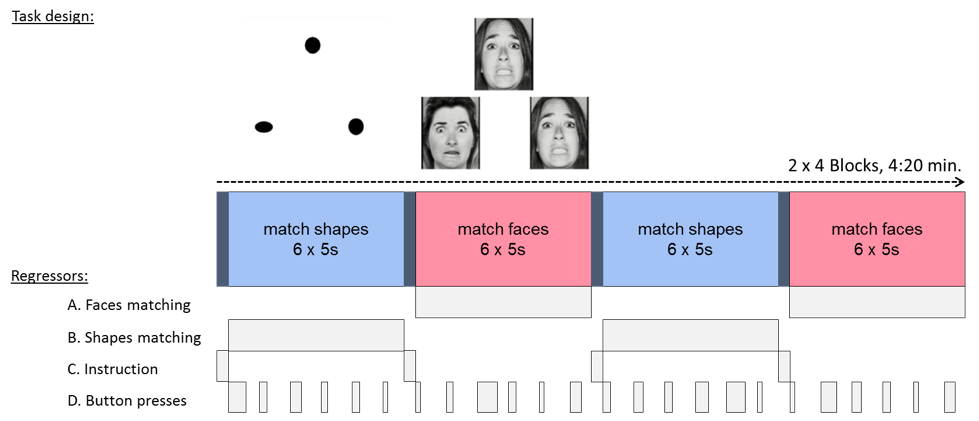 Task design:
2 x 4 Blocks, 4:20 min.
match shapes
6 x 5s
match faces
6 x 5s
match shapes
6 x 5s
match faces
6 x 5s
Regressors:
A. Faces matching
B. Shapes matching
C. Instruction
D. Button presses